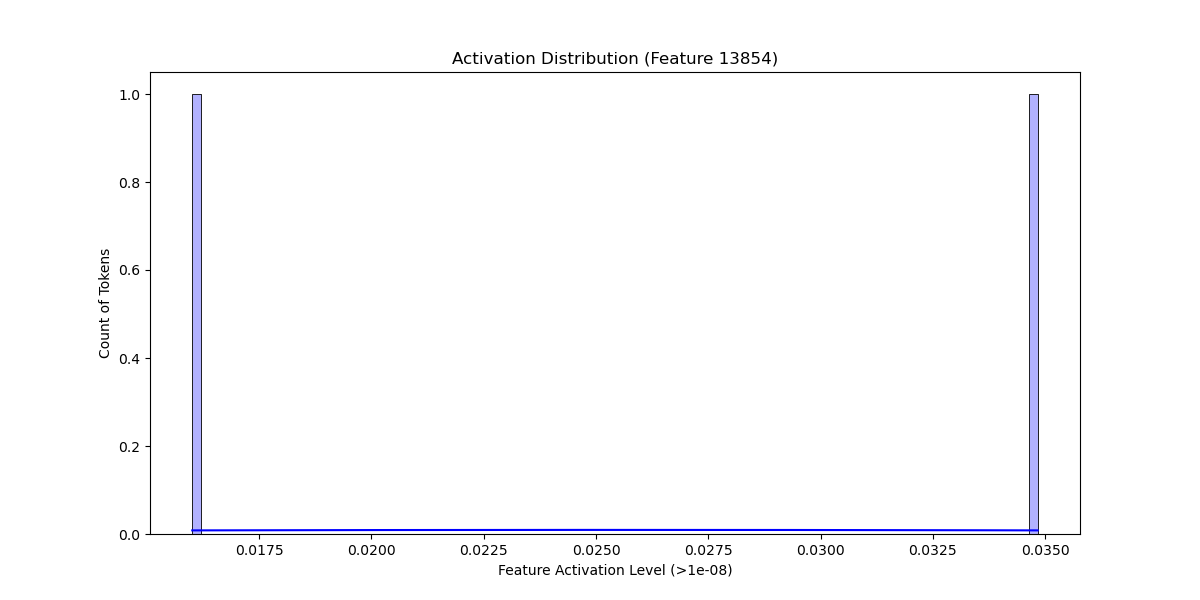 Activation Distribution (Feature 13854)
1.0
0.8
0.6
0.4
0.2
0.0
Count of Tokens
0.0175 0.0200 0.0225 0.0250 0.0275 0.0300 0.0325 0.0350
Feature Activation Level (>1e-08)